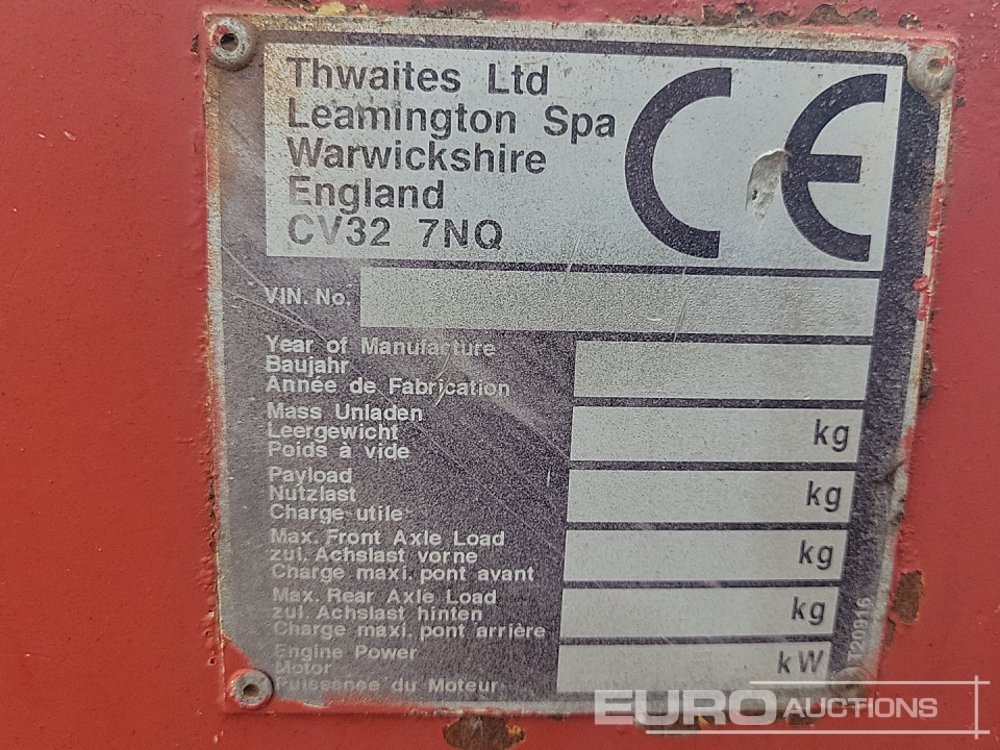 Thwaites Ltd
Leamington Spa
Warwickshire
England
CV32 7NQ
CE
VIN. No.
Year of Manufacture
Baujahr
Année de Fabrication
Mass Unladen
Leergewicht
Poids à vide
kg
Payload
Nutzlast
Charge utile
kg
Max. Front Axle Load
zul. Achslast vorne
Charge maxi. pont avant
kg
Max. Rear Axle Load
zul. Achslast hinten
Charge maxi. pont arrière
kg
Engine Power
Motor
Puissance du Moteur
kW
EURO AUCTIONS